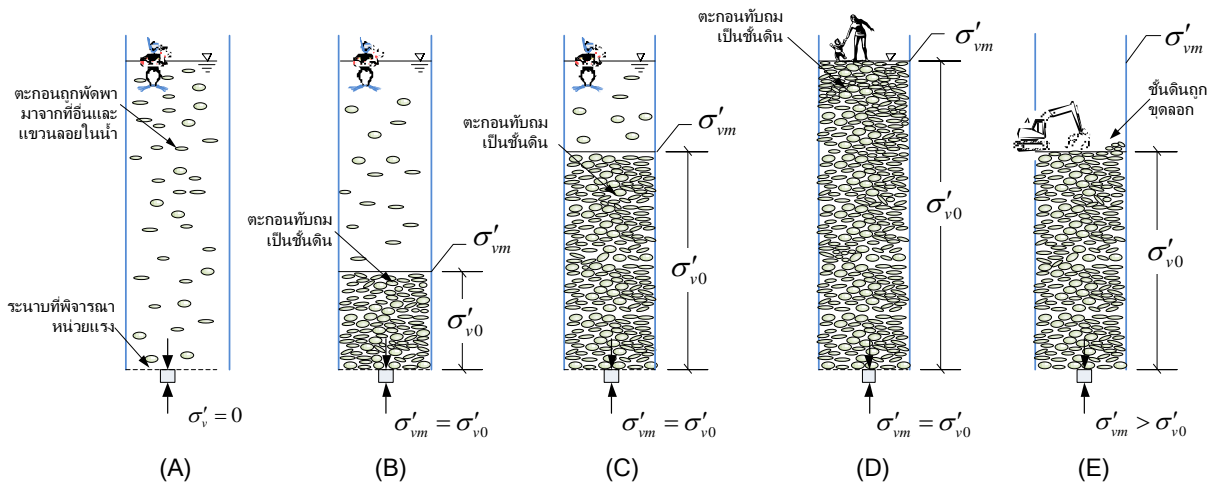 ตะกอนถูกพัดพา
มาจากที่อื่นและ
แขวนลอยในน้ำ
ระนาบที่พิจารณา
หน่วยแรง
σ′v = 0
(A)
ตะกอนทับถม
เป็นชั้นดิน
σ′vm
σ′v0
σ′vm = σ′v0
(B)
ตะกอนทับถม
เป็นชั้นดิน
σ′vm
σ′v0
σ′vm = σ′v0
(C)
ตะกอนทับถม
เป็นชั้นดิน
σ′vm
σ′v0
σ′vm = σ′v0
(D)
σ′vm
ชั้นดินถูก
ขุดลอก
σ′v0
σ′vm > σ′v0
(E)